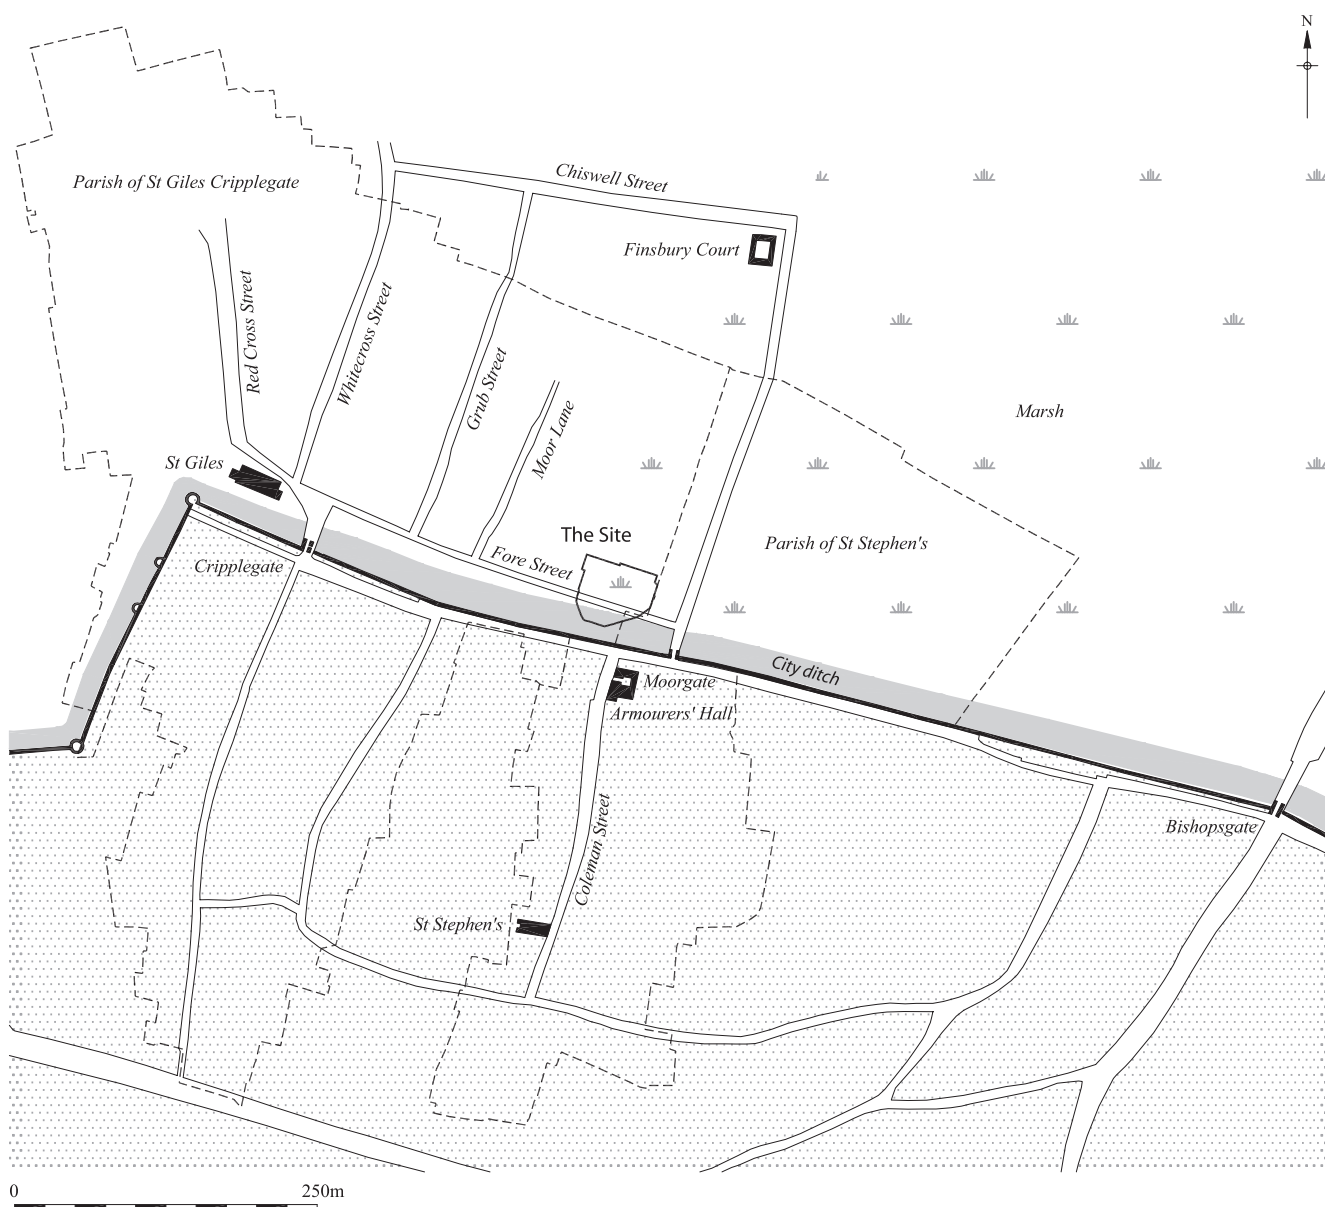 N
Chiswell Street
Parish of St Giles Cripplegate
Finsbury Court
Red Cross Street
Whitecross Street
Grub Street
Moor Lane
Marsh
St Giles
The Site
Fore Street
Parish of St Stephen's
Cripplegate
City ditch
Moorgate
Armourers' Hall
Coleman Street
Bishopsgate
St Stephen's
0
250m